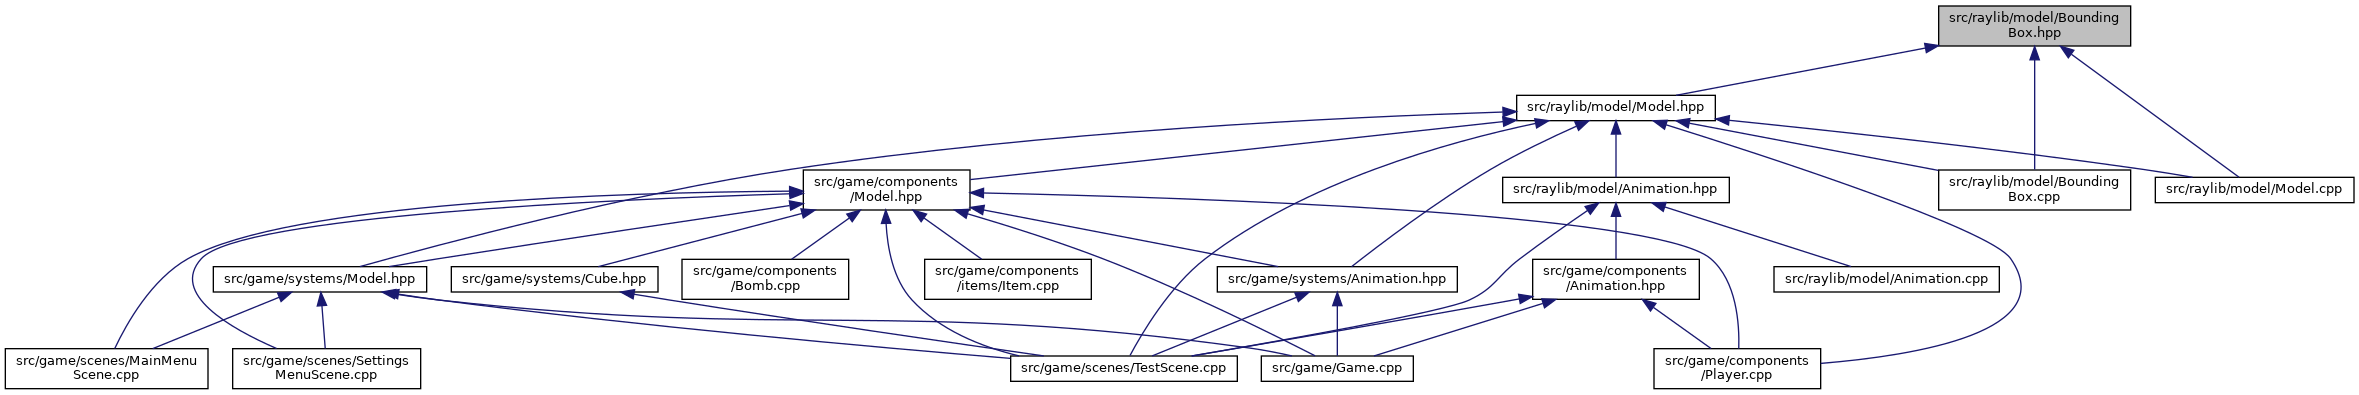 src/raylib/model/Bounding
Box.hpp
src/raylib/model/Model.hpp
src/game/components
/Model.hpp
src/raylib/model/Animation.hpp
src/raylib/model/Bounding
Box.cpp
src/raylib/model/Model.cpp
src/game/systems/Model.hpp
src/game/systems/Cube.hpp
src/game/components
/Bomb.cpp
src/game/components
/items/Item.cpp
src/game/systems/Animation.hpp
src/game/components
/Animation.hpp
src/raylib/model/Animation.cpp
src/game/scenes/MainMenu
Scene.cpp
src/game/scenes/Settings
MenuScene.cpp
src/game/scenes/TestScene.cpp
src/game/Game.cpp
src/game/components
/Player.cpp